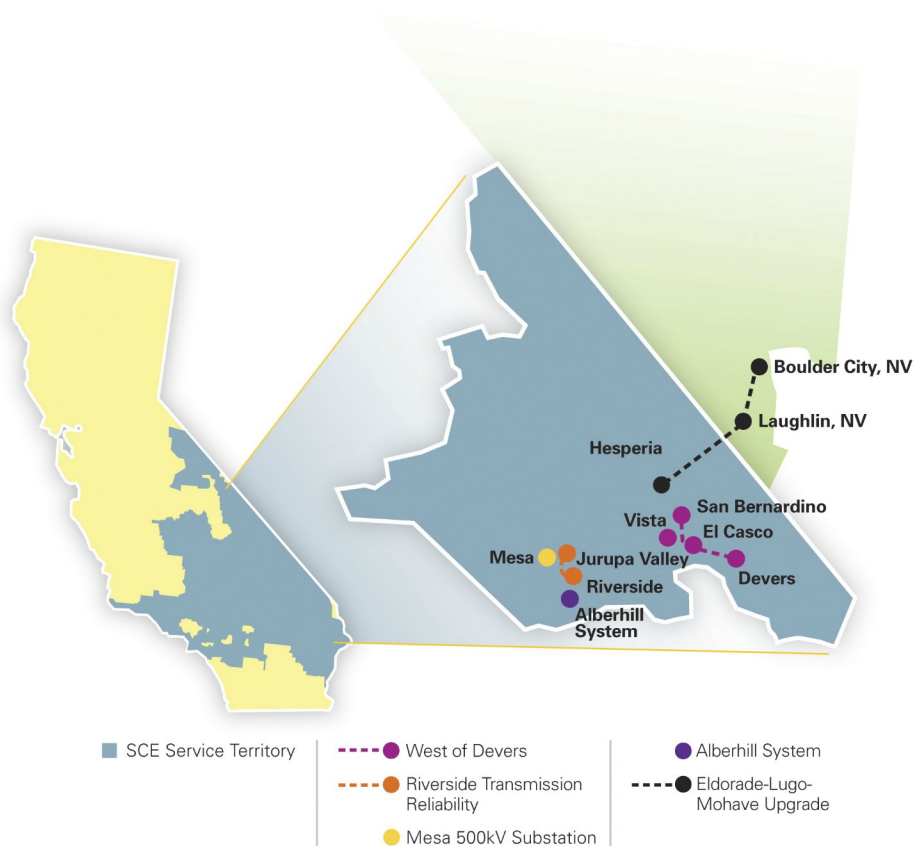 Boulder City, NV
Laughlin, NV
Hesperia
San Bernardino
Vista
El Casco
Mesa
Jurupa Valley
Devers
Riverside
Alberhill
System
SCE Service Territory
West of Devers
Riverside Transmission
Reliability
Mesa 500kV Substation
Alberhill System
Eldorade-Lugo-
Mohave Upgrade